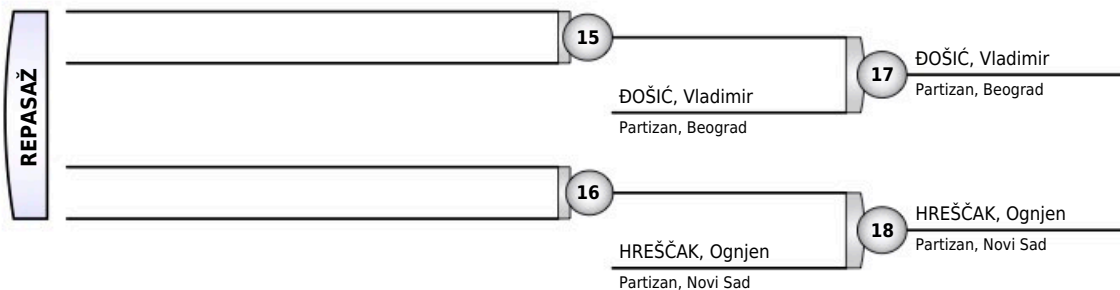 REPASAŽ
15
ĐOŠIĆ, Vladimir
Partizan, Beograd
17
ĐOŠIĆ, Vladimir
Partizan, Beograd
16
HREŠČAK, Ognjen
Partizan, Novi Sad
18
HREŠČAK, Ognjen
Partizan, Novi Sad